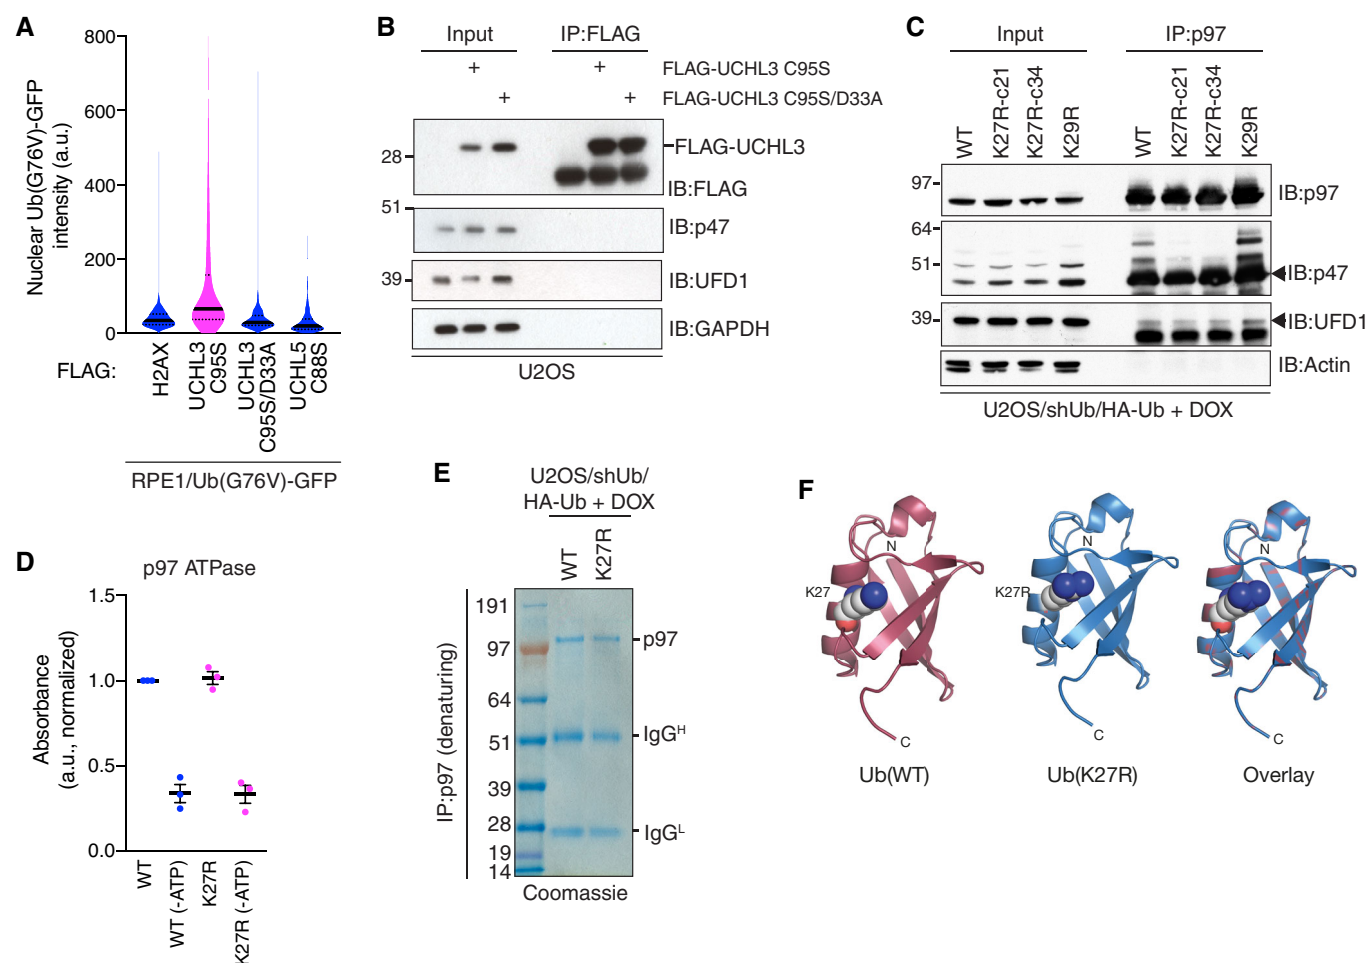 A
800
600
400
200
0
Nuclear Ub(G76V)-GFP
intensity (a.u.)
FLAG:
H2AX
UCHL3
C95S
UCHL3
C95S/D33A
UCHL5
C88S
RPE1/Ub(G76V)-GFP
B
Input
IP:FLAG
+ + FLAG-UCHL3 C95S
+ + FLAG-UCHL3 C95S/D33A
28
FLAG-UCHL3
IB:FLAG
51
IB:p47
39
IB:UFD1
IB:GAPDH
U2OS
C
Input
IP:p97
WT
K27R-c21
K27R-c34
K29R
WT
K27R-c21
K27R-c34
K29R
97
IB:p97
64
51
IB:p47
39
IB:UFD1
IB:Actin
U2OS/shUb/HA-Ub + DOX
D
p97 ATPase
1.5
1.0
0.5
0.0
Absorbance
(a.u., normalized)
WT
WT (-ATP)
K27R
K27R (-ATP)
E
U2OS/shUb/
HA-Ub + DOX
WT
K27R
IP:p97 (denaturing)
191
97
64
51
39
28
19
14
p97
IgGᴴ
IgGᴸ
Coomassie
F
N
K27
C
Ub(WT)
N
K27R
C
Ub(K27R)
N
C
Overlay